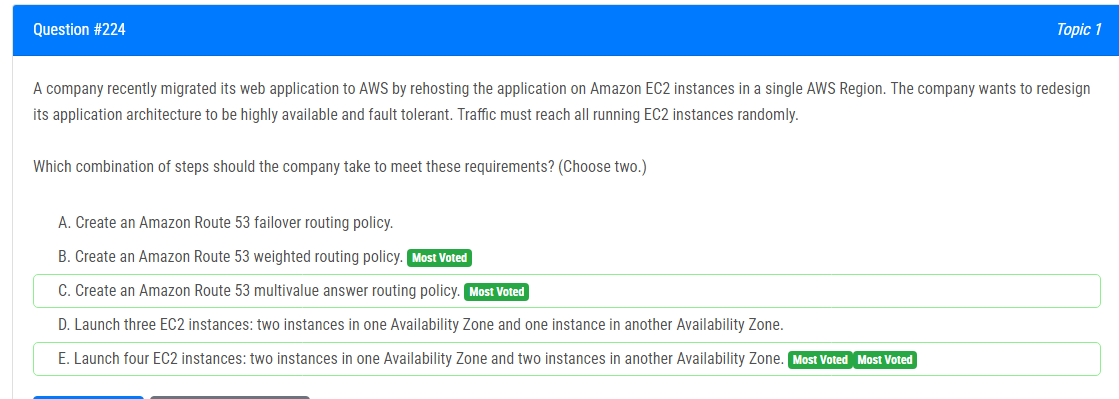 Question #224
Topic 1
A company recently migrated its web application to AWS by rehosting the application on Amazon EC2 instances in a single AWS Region. The company wants to redesign
its application architecture to be highly available and fault tolerant. Traffic must reach all running EC2 instances randomly.
Which combination of steps should the company take to meet these requirements? (Choose two.)
A. Create an Amazon Route 53 failover routing policy.
B. Create an Amazon Route 53 weighted routing policy. Most Voted
C. Create an Amazon Route 53 multivalue answer routing policy. Most Voted
D. Launch three EC2 instances: two instances in one Availability Zone and one instance in another Availability Zone.
E. Launch four EC2 instances: two instances in one Availability Zone and two instances in another Availability Zone. Most Voted Most Voted